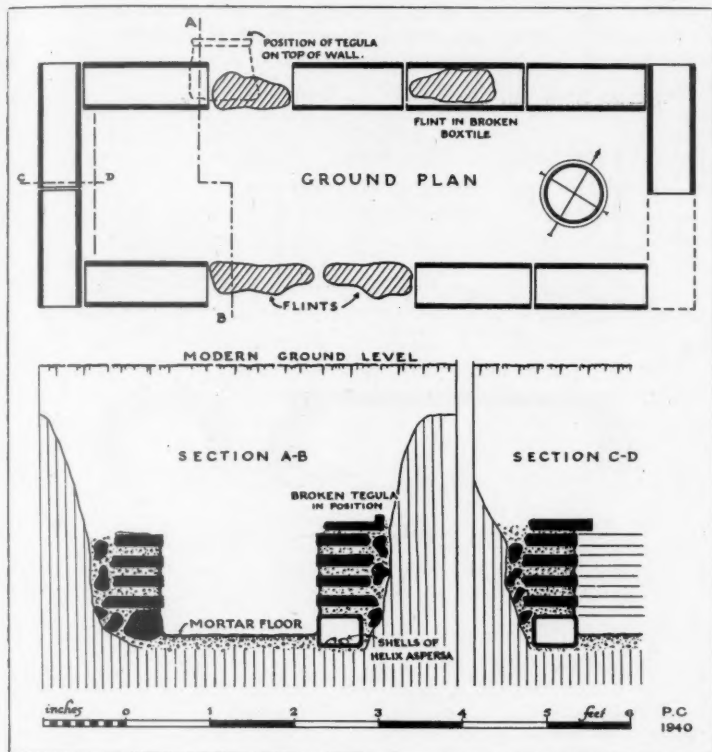 A
POSITION OF TEGULA
ON TOP OF WALL.
FLINT IN BROKEN
BOXTILE
C
D
GROUND PLAN
FLINTS
B
MODERN GROUND LEVEL
SECTION A-B
SECTION C-D
BROKEN TEGULA
IN POSITION
MORTAR FLOOR
SHELLS OF
HELIX ASPERSA
inches 0 1 2 3 4 5 feet 6
P.C
1940